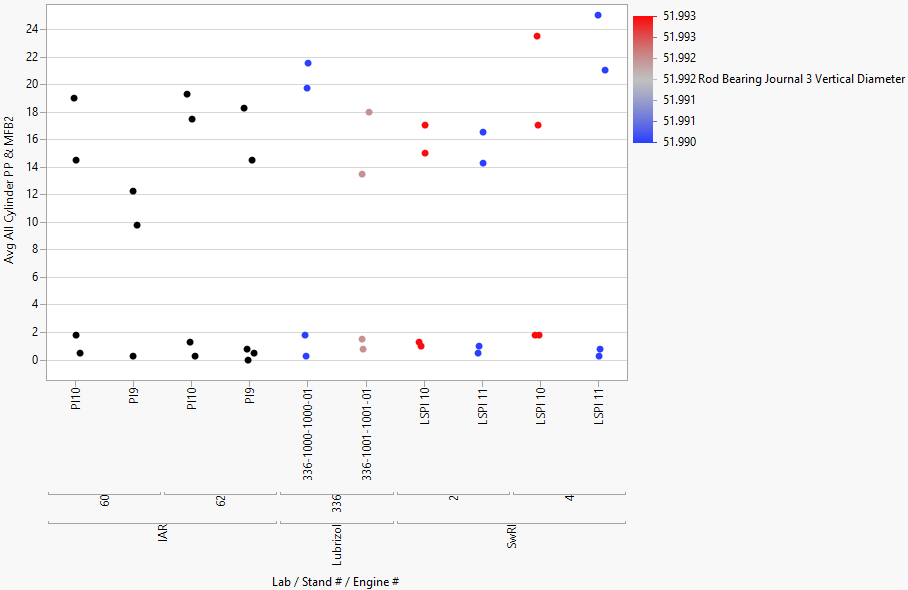 24
22
20
18
16
14
12
10
8
6
4
2
0
Avg All Cylinder PP & MFB2
PI10
PI9
PI10
PI9
336-1000-1000-01
336-1001-1001-01
LSPI 10
LSPI 11
LSPI 10
LSPI 11
60
62
336
2
4
IAR
Lubrizol
SwRI
Lab / Stand # / Engine #
51.993
51.993
51.992
51.992 Rod Bearing Journal 3 Vertical Diameter
51.991
51.991
51.990